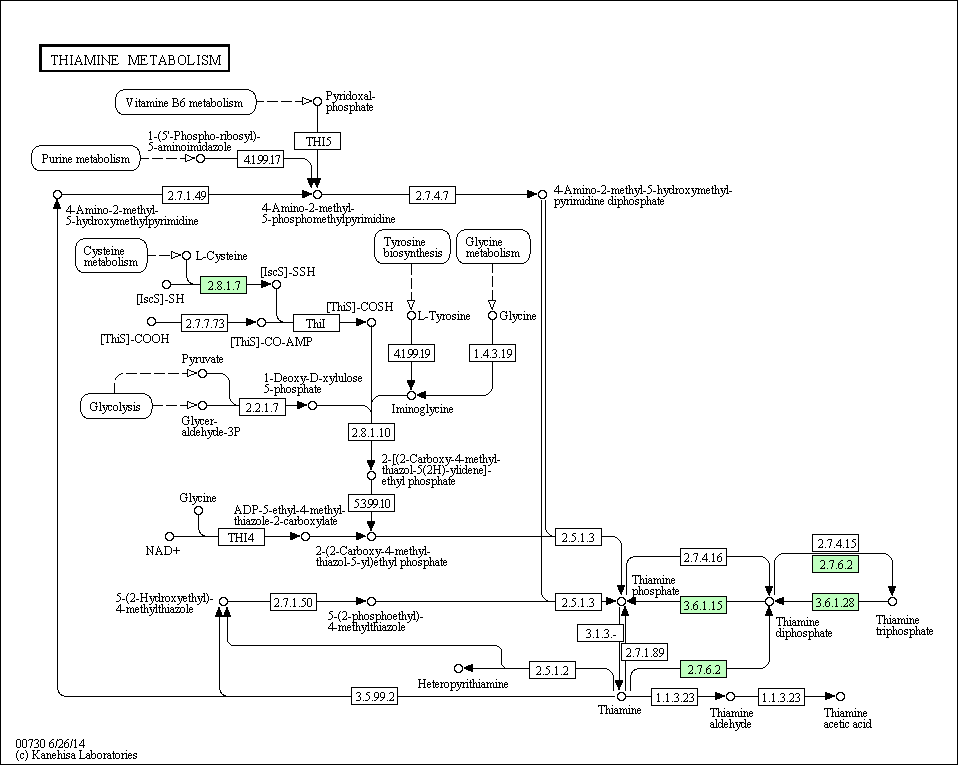 THIAMINE METABOLISM
Vitamine B6 metabolism
Pyridoxal-
phosphate
THI5
1-(5'-Phospho-ribosyl)-
5-aminoimidazole
Purine metabolism
4.1.99.17
2.7.1.49
2.7.4.7
4-Amino-2-methyl-5-hydroxymethyl-
pyrimidine diphosphate
4-Amino-2-methyl-
5-hydroxymethylpyrimidine
4-Amino-2-methyl-
5-phosphomethylpyrimidine
Cysteine
metabolism
L-Cysteine
Tyrosine
biosynthesis
Glycine
metabolism
[IscS]-SSH
2.8.1.7
[IscS]-SH
[ThiS]-COSH
L-Tyrosine
Glycine
2.7.7.73
ThiI
[ThiS]-COOH
[ThiS]-CO-AMP
4.1.99.19
1.4.3.19
Pyruvate
1-Deoxy-D-xylulose
5-phosphate
Glycolysis
2.2.1.7
Iminoglycine
Glycer-
aldehyde-3P
2.8.1.10
2-[(2-Carboxy-4-methyl-
thiazol-5(2H)-ylidene]-
ethyl phosphate
5.3.99.10
Glycine
ADP-5-ethyl-4-methyl-
thiazole-2-carboxylate
THI4
NAD+
2-(2-Carboxy-4-methyl-
thiazol-5-yl)ethyl phosphate
2.5.1.3
2.7.4.16
2.7.4.15
2.7.6.2
Thiamine
phosphate
5-(2-Hydroxyethyl)-
4-methylthiazole
2.7.1.50
2.5.1.3
3.6.1.15
3.6.1.28
5-(2-phosphoethyl)-
4-methylthiazole
Thiamine
diphosphate
Thiamine
triphosphate
3.1.3.-
2.7.1.89
2.5.1.2
2.7.6.2
Heteropyrithiamine
3.5.99.2
1.1.3.23
1.1.3.23
Thiamine
Thiamine
aldehyde
Thiamine
acetic acid
00730 6/26/14
(c) Kanehisa Laboratories